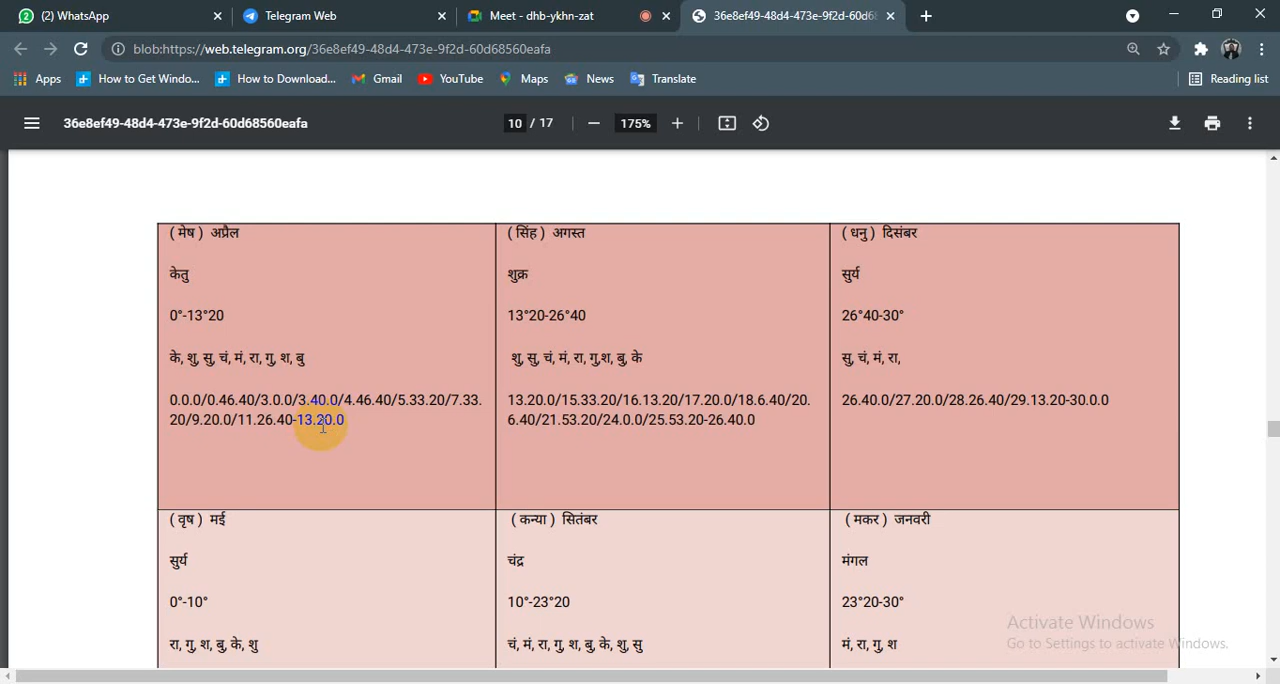 (2) WhatsApp
Telegram Web
Meet - dhb-ykhn-zat
36e8ef49-48d4-473e-9f2d-60d68
blob:https://web.telegram.org/36e8ef49-48d4-473e-9f2d-60d68560eafa
Apps
How to Get Windo...
How to Download...
Gmail
YouTube
Maps
News
Translate
Reading list
36e8ef49-48d4-473e-9f2d-60d68560eafa
10 / 17
175%
( मेष ) अप्रैल
केतु
0°-13°20
के, शु, सु, चं, मं, रा, गु, श, बु
0.0.0/0.46.40/3.0.0/3.40.0/4.46.40/5.33.20/7.33.
20/9.20.0/11.26.40-13.20.0
( सिंह ) अगस्त
शुक्र
13°20-26°40
शु, सु, चं, मं, रा, गु,श, बु, के
13.20.0/15.33.20/16.13.20/17.20.0/18.6.40/20.
6.40/21.53.20/24.0.0/25.53.20-26.40.0
( धनु ) दिसंबर
सुर्य
26°40-30°
सु, चं, मं, रा,
26.40.0/27.20.0/28.26.40/29.13.20-30.0.0
( वृष ) मई
सुर्य
0°-10°
रा, गु, श, बु, के, शु
( कन्या ) सितंबर
चंद्र
10°-23°20
चं, मं, रा, गु, श, बु, के, शु, सु
( मकर ) जनवरी
मंगल
23°20-30°
मं, रा, गु, श
Activate Windows
Go to Settings to activate Windows.